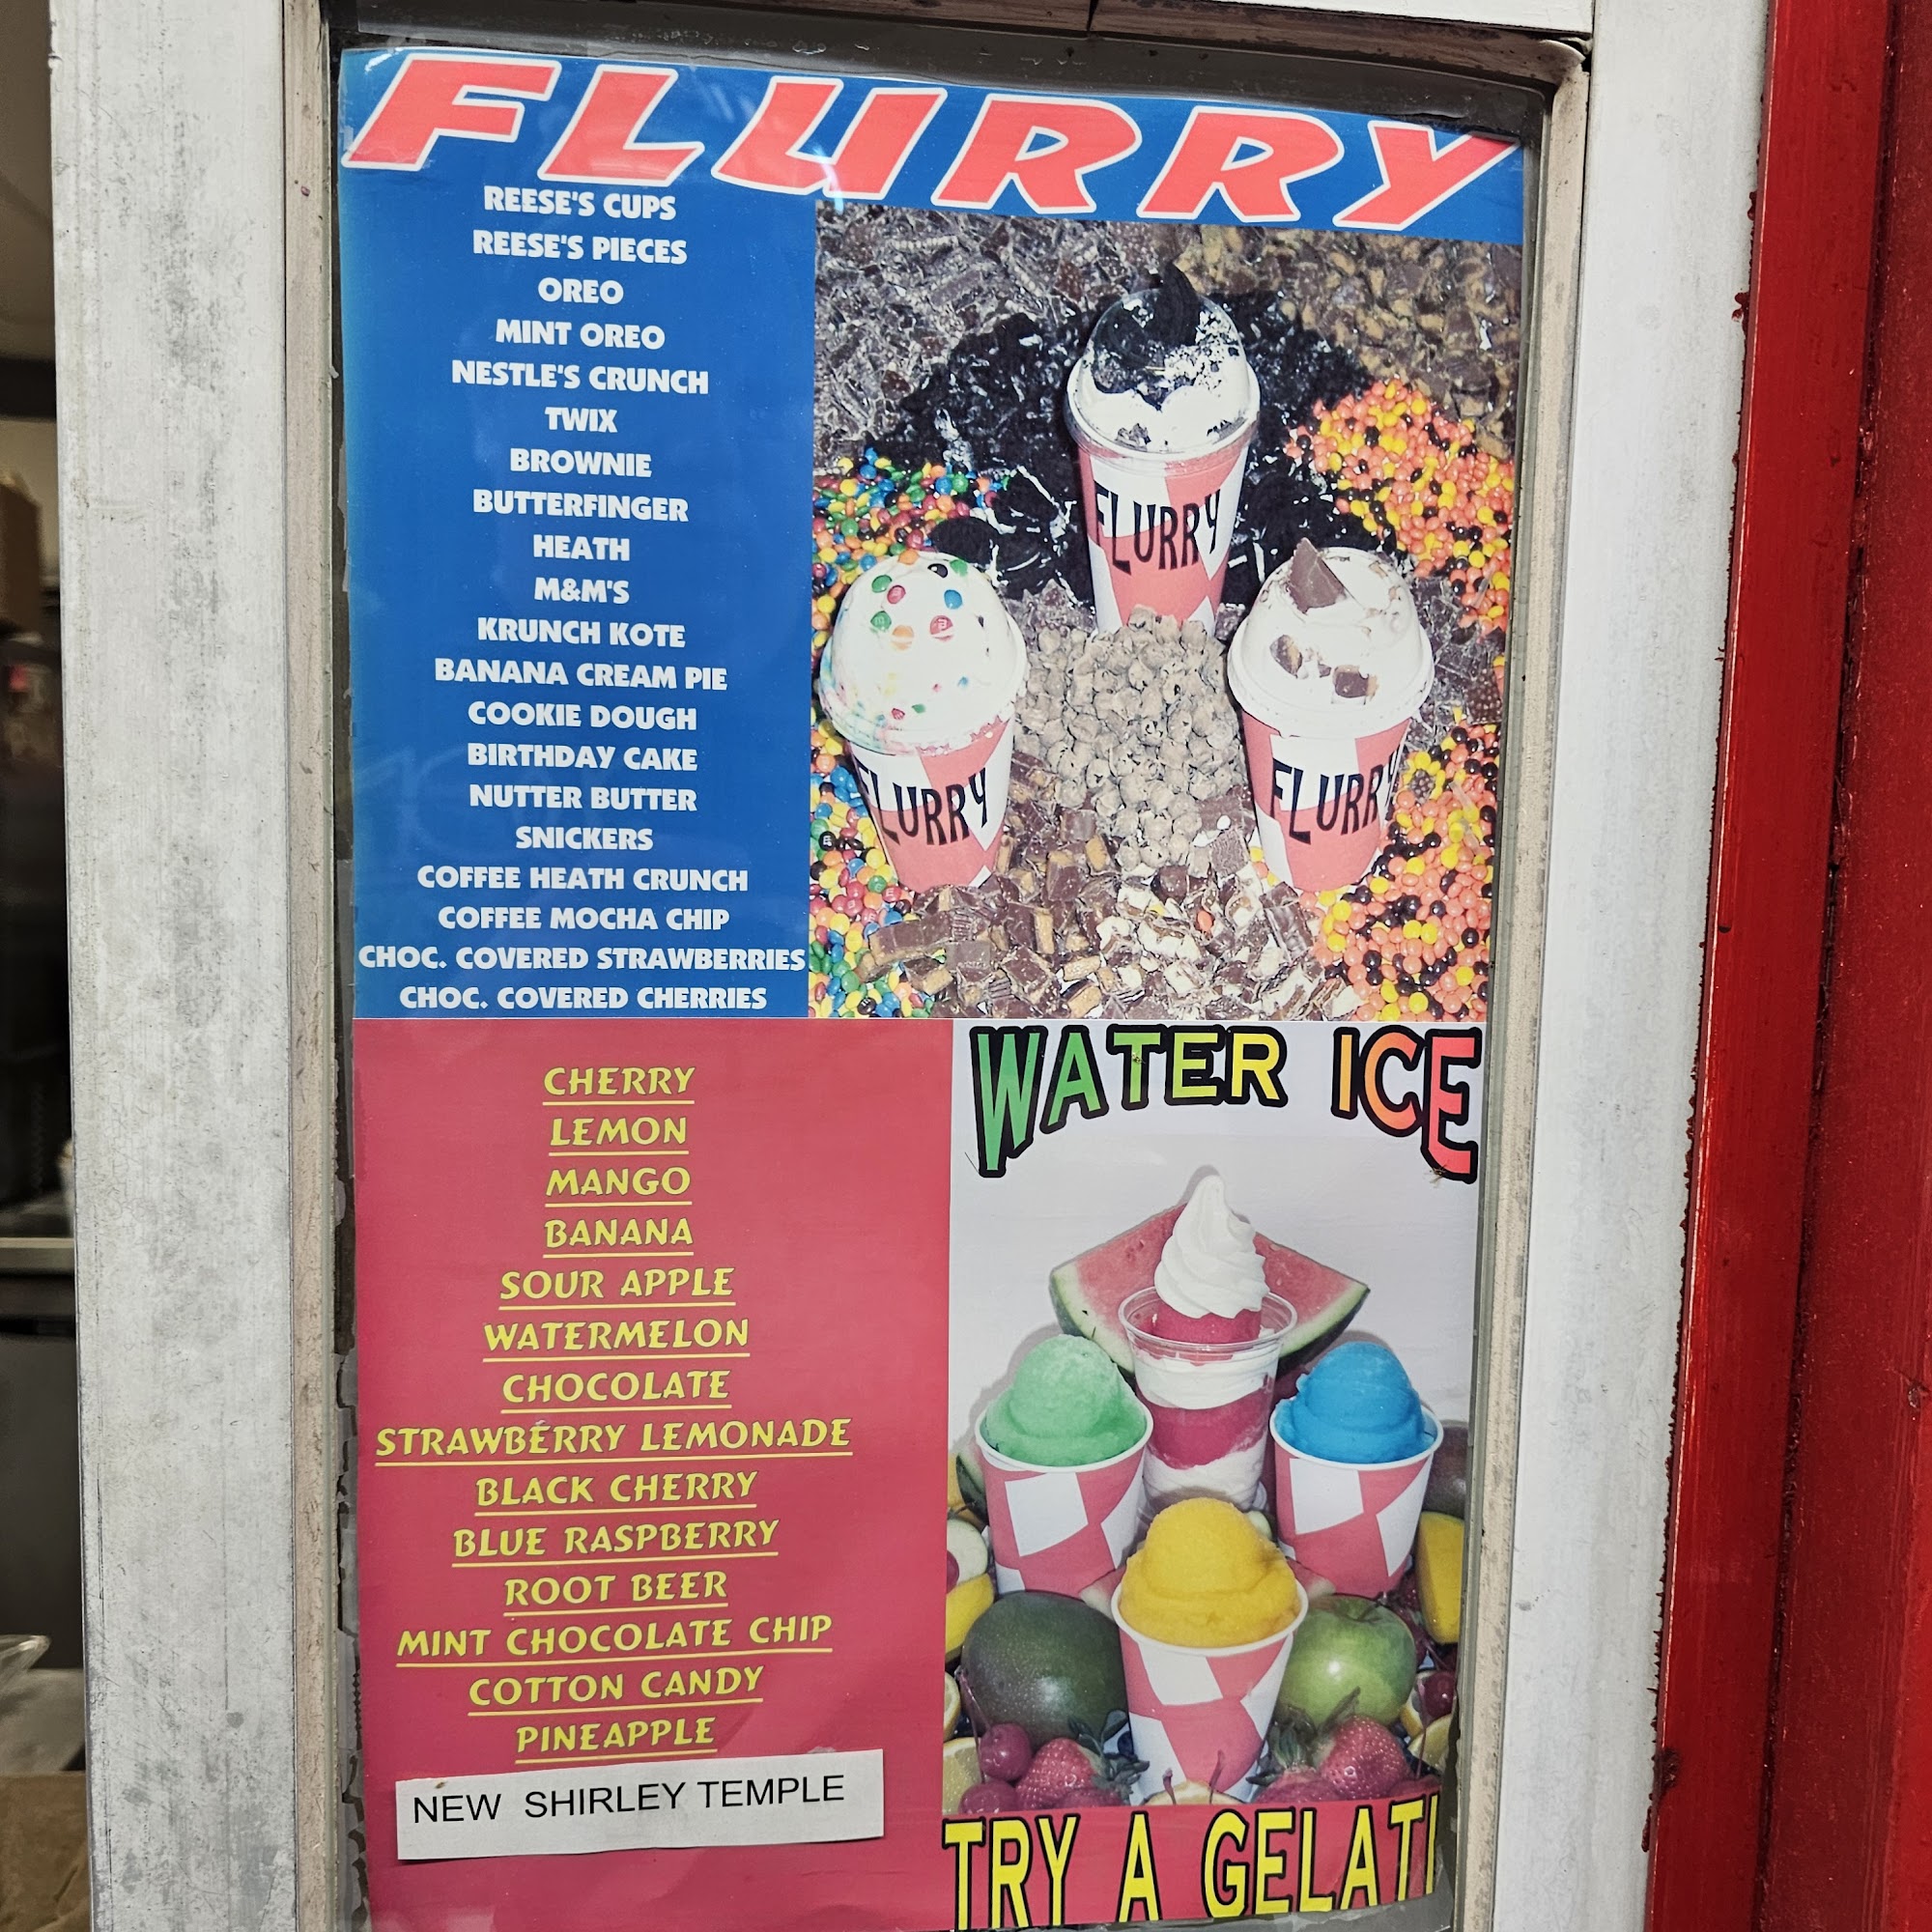 FLURRY
REESE'S CUPS
REESE'S PIECES
OREO
MINT OREO
NESTLE'S CRUNCH
TWIX
BROWNIE
BUTTERFINGER
HEATH
M&M'S
KRUNCH KOTE
BANANA CREAM PIE
COOKIE DOUGH
BIRTHDAY CAKE
NUTTER BUTTER
SNICKERS
COFFEE HEATH CRUNCH
COFFEE MOCHA CHIP
CHOC. COVERED STRAWBERRIES
CHOC. COVERED CHERRIES
FLURRY
FLURRY
FLURRY
WATER ICE
CHERRY
LEMON
MANGO
BANANA
SOUR APPLE
WATERMELON
CHOCOLATE
STRAWBERRY LEMONADE
BLACK CHERRY
BLUE RASPBERRY
ROOT BEER
MINT CHOCOLATE CHIP
COTTON CANDY
PINEAPPLE
NEW SHIRLEY TEMPLE
TRY A GELATI